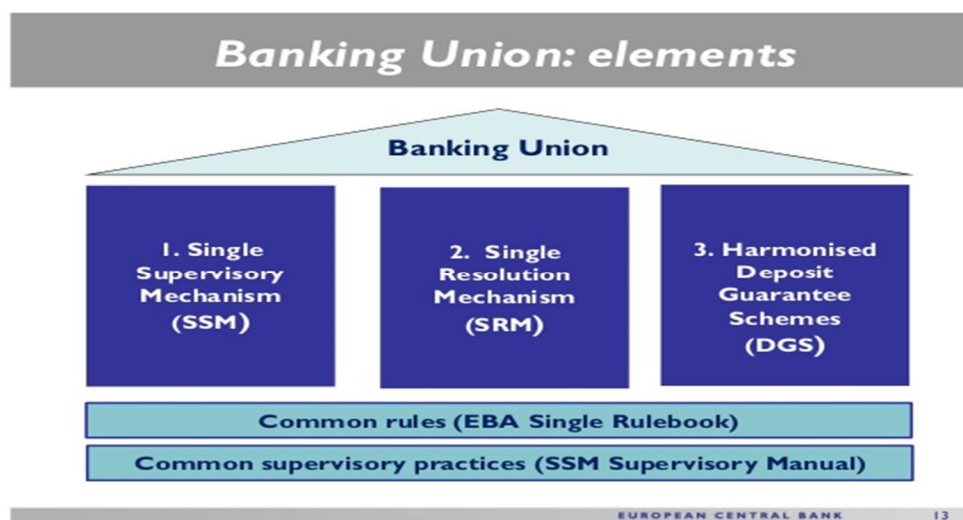 Banking Union: elements
Banking Union
1. Single
Supervisory
Mechanism
(SSM)
2. Single
Resolution
Mechanism
(SRM)
3. Harmonised
Deposit
Guarantee
Schemes
(DGS)
Common rules (EBA Single Rulebook)
Common supervisory practices (SSM Supervisory Manual)
EUROPEAN CENTRAL BANK 13